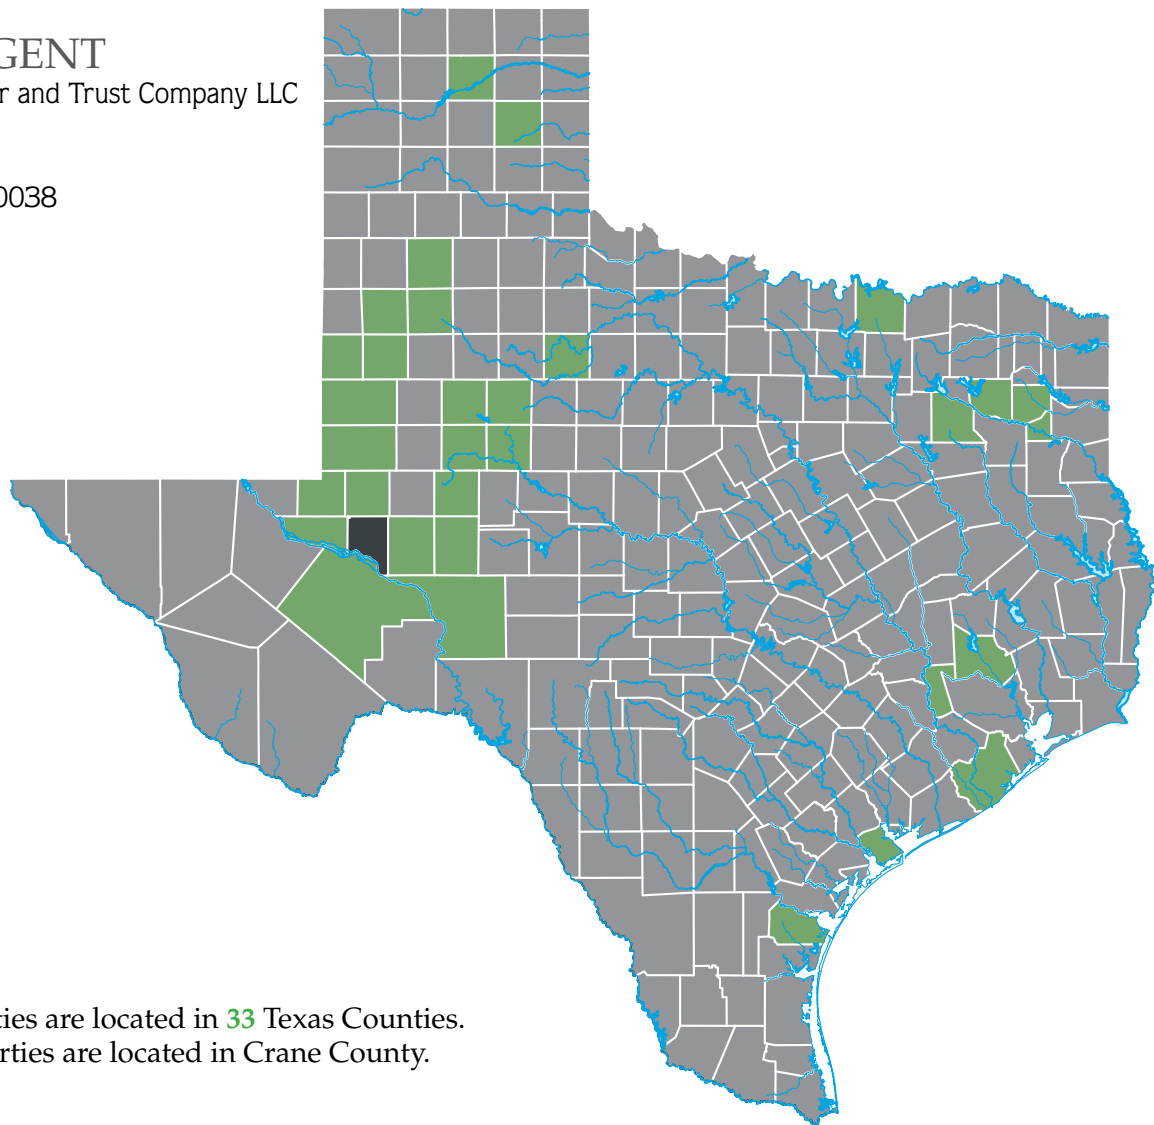 GENT
r and Trust Company LLC
0038
ties are located in 33 Texas Counties.
rties are located in Crane County.